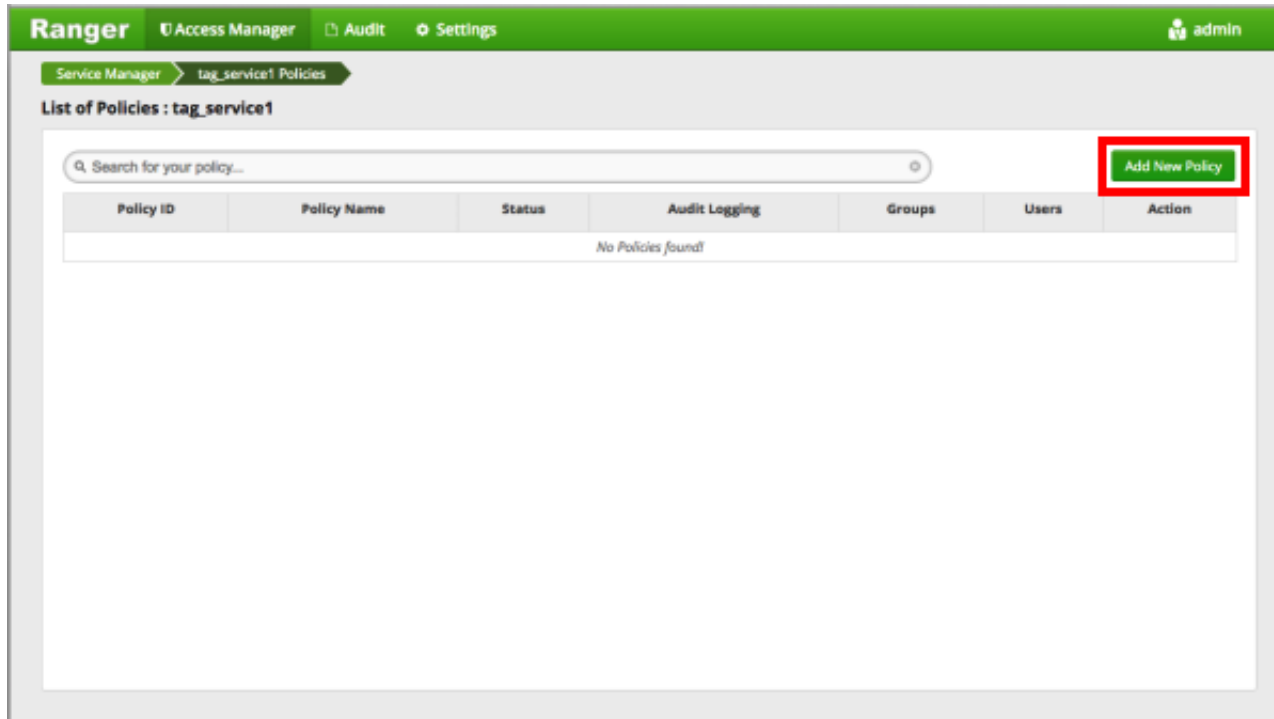 Ranger Access Manager Audit Settings admin
Service Manager tag_service1 Policies
List of Policies : tag_service1
Search for your policy... Add New Policy
Policy ID Policy Name Status Audit Logging Groups Users Action
No Policies found!